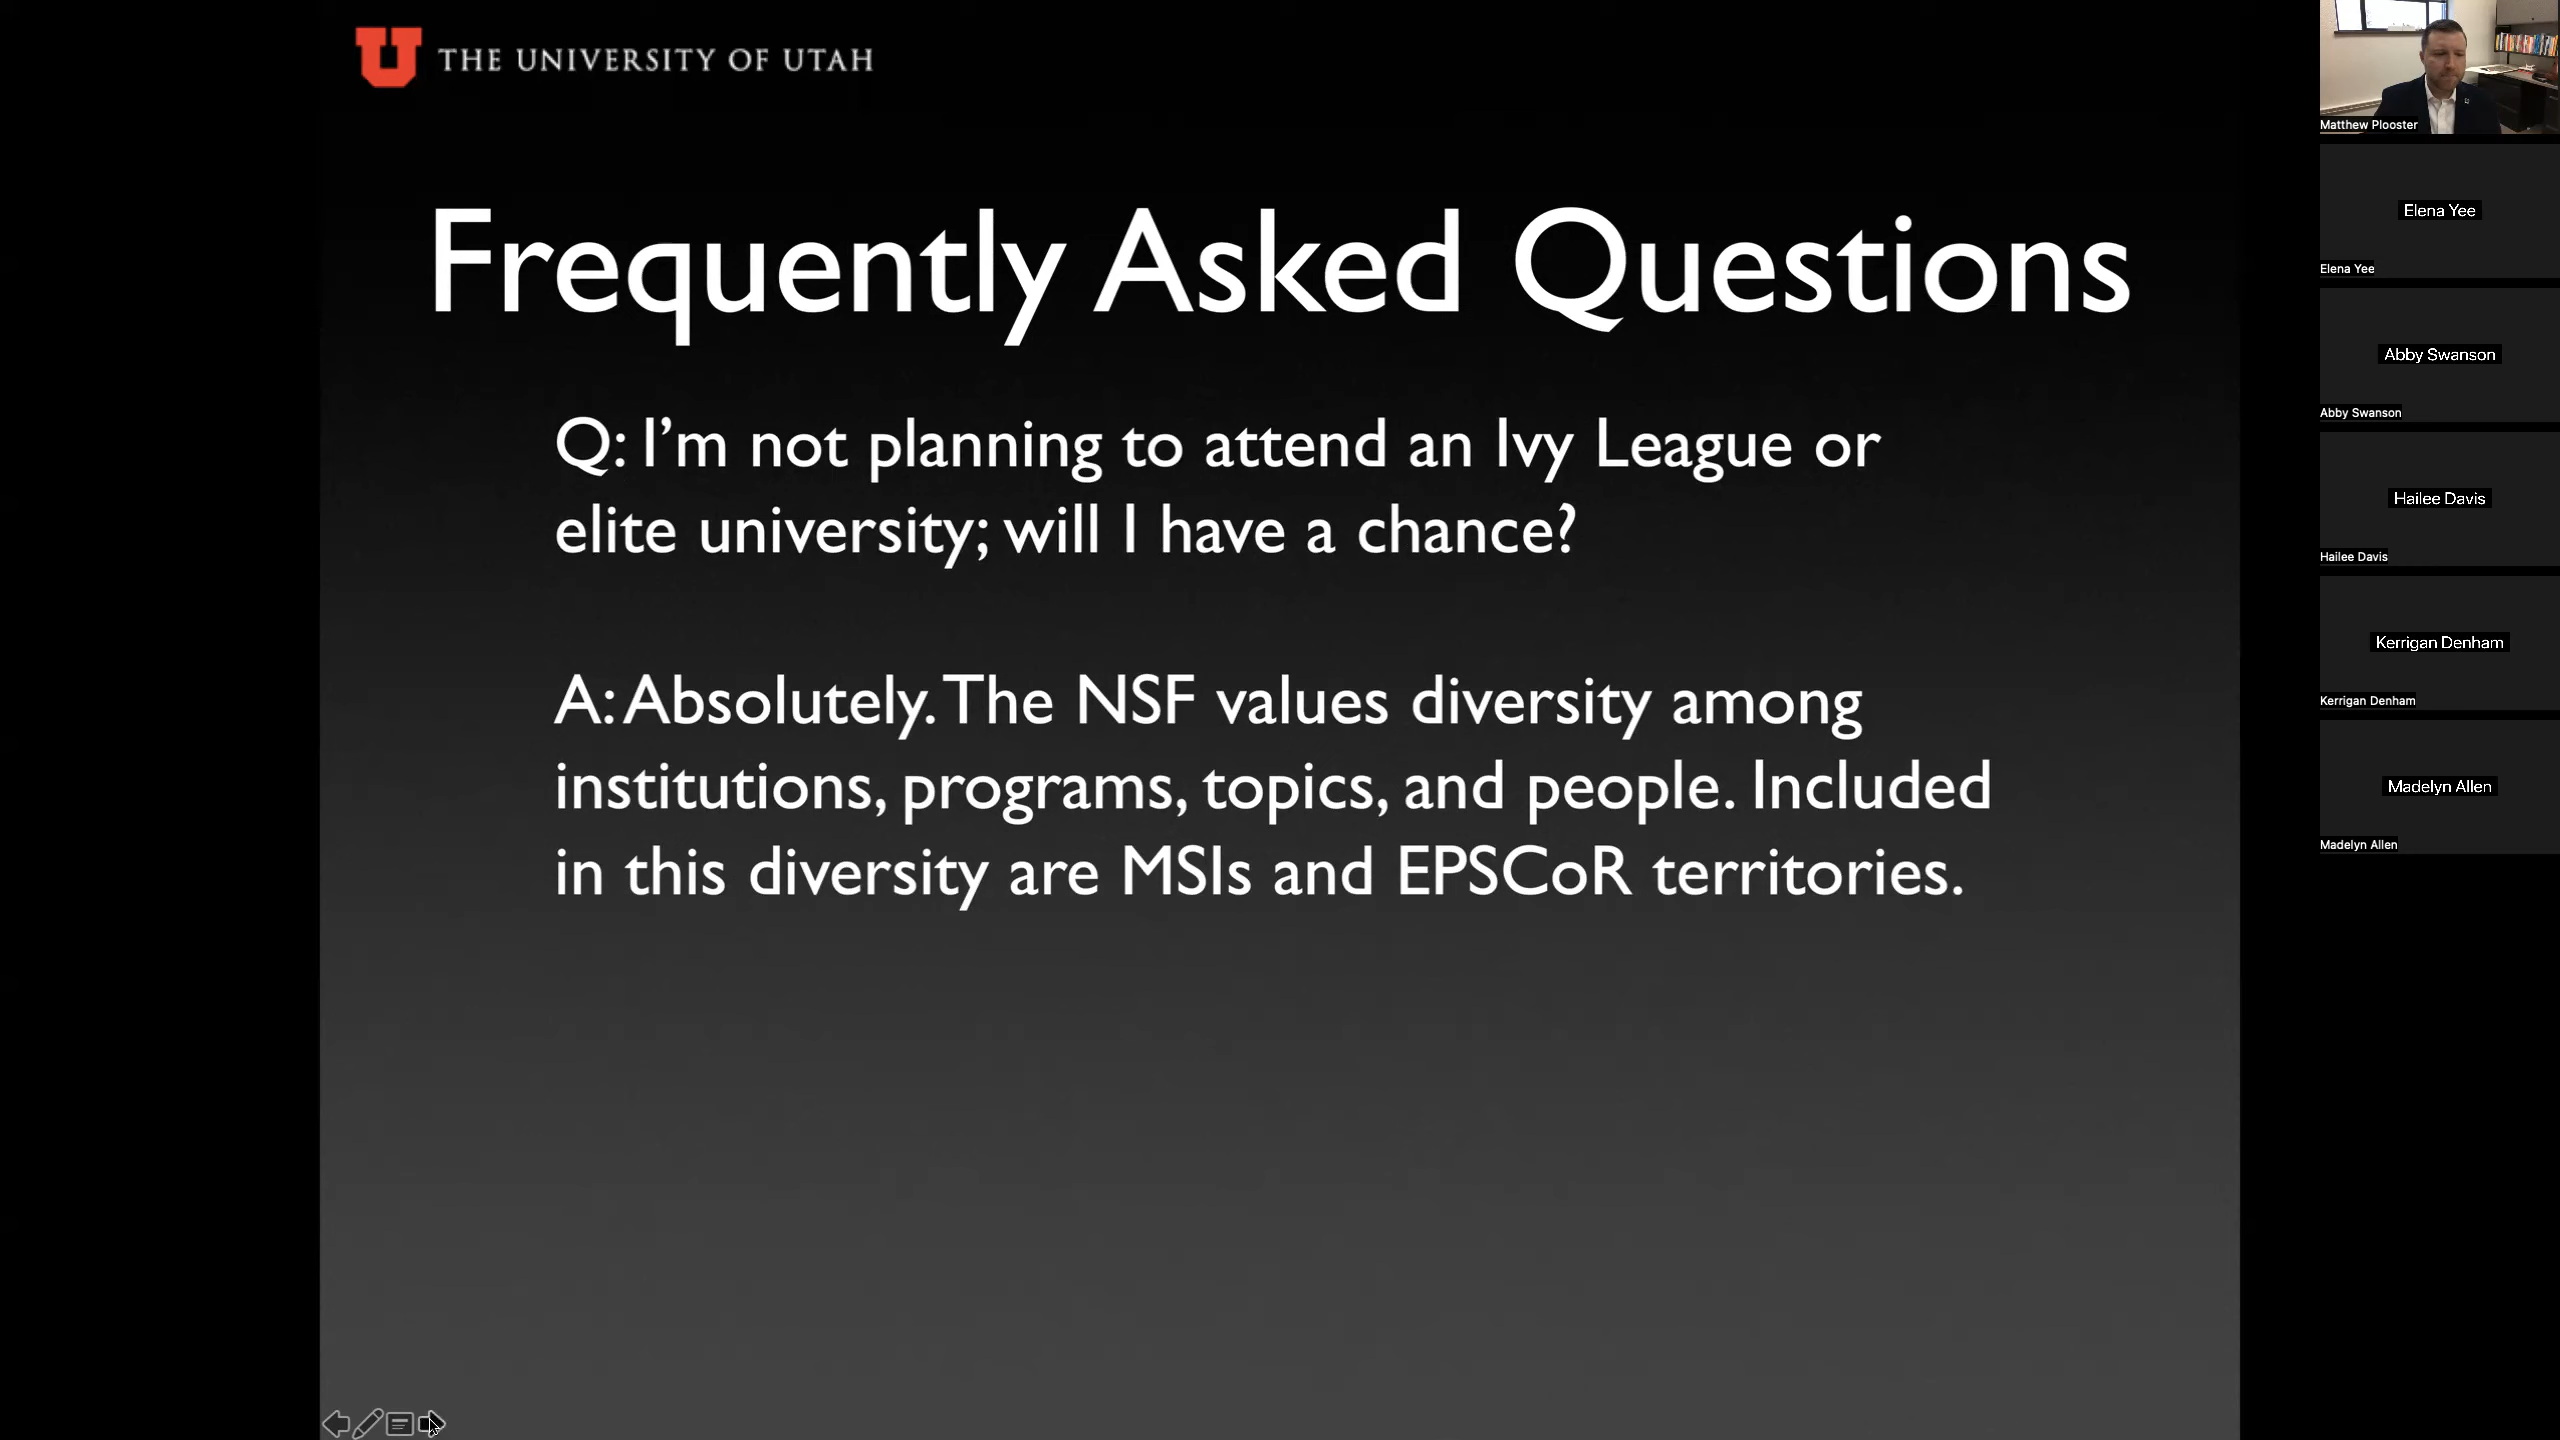 THE UNIVERSITY OF UTAH
Frequently Asked Questions
Q: I’m not planning to attend an Ivy League or
elite university; will I have a chance?
A: Absolutely. The NSF values diversity among
institutions, programs, topics, and people. Included
in this diversity are MSIs and EPSCoR territories.
Matthew Plooster
Elena Yee
Elena Yee
Abby Swanson
Abby Swanson
Hailee Davis
Hailee Davis
Kerrigan Denham
Kerrigan Denham
Madelyn Allen
Madelyn Allen